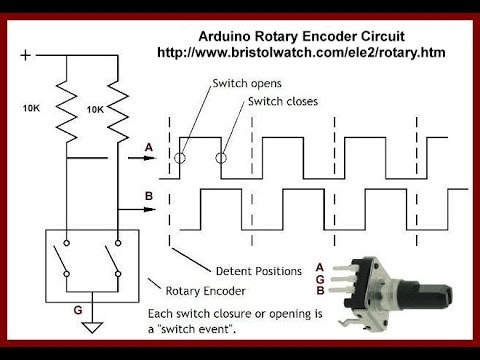 Arduino Rotary Encoder Circuit
http://www.bristolwatch.com/ele2/rotary.htm
+
Switch opens
Switch closes
10K
10K
A
B
Detent Positions
Rotary Encoder
G
Each switch closure or opening is
a "switch event".
A
G
B